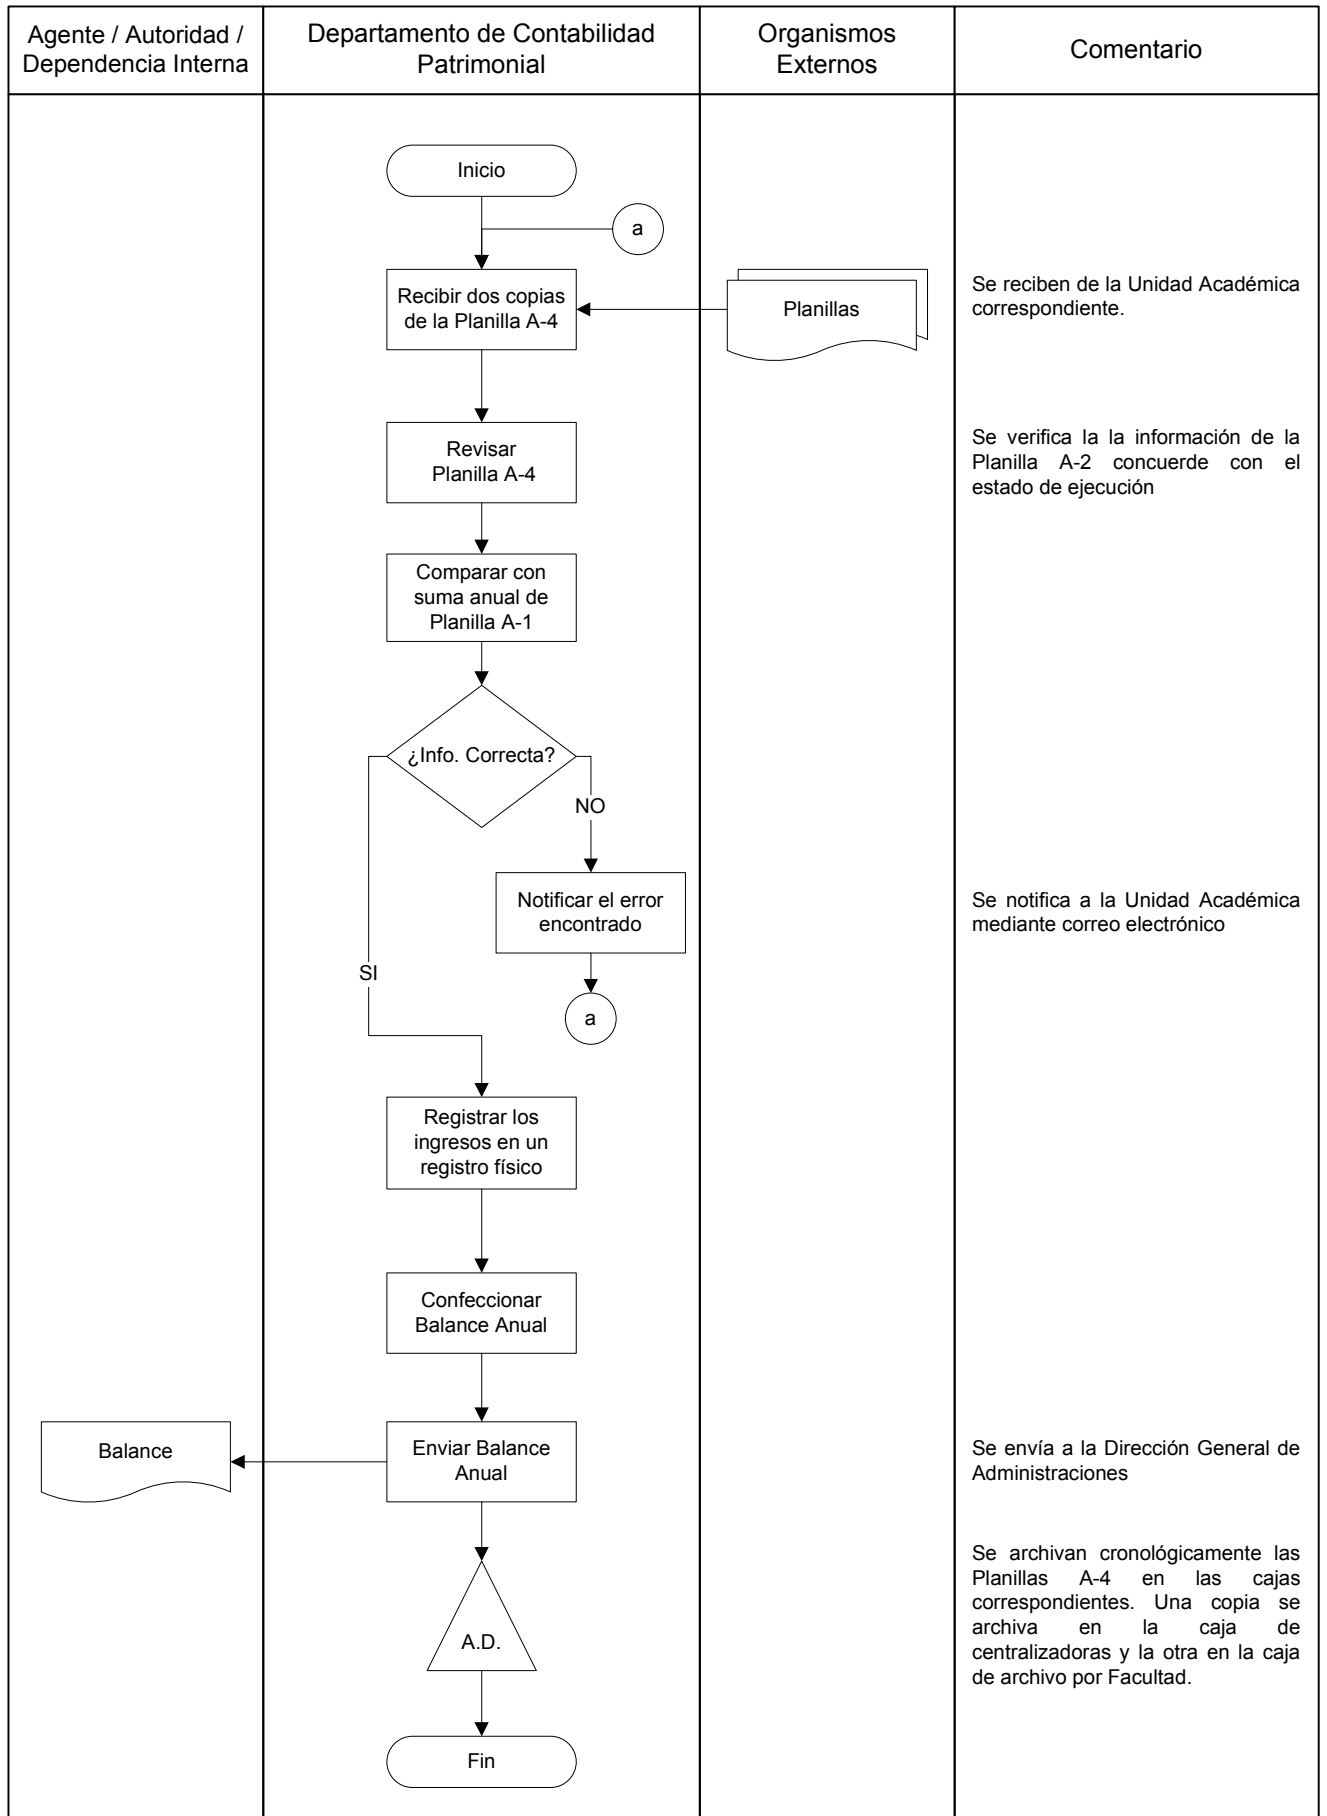 Agente / Autoridad /
Dependencia Interna
Departamento de Contabilidad
Patrimonial
Organismos
Externos
Comentario
Inicio
a
Recibir dos copias
de la Planilla A-4
Planillas
Se reciben de la Unidad Académica
correspondiente.
Revisar
Planilla A-4
Se verifica la la información de la
Planilla A-2 concuerde con el
estado de ejecución
Comparar con
suma anual de
Planilla A-1
¿Info. Correcta?
NO
Notificar el error
encontrado
Se notifica a la Unidad Académica
mediante correo electrónico
SI
a
Registrar los
ingresos en un
registro físico
Confeccionar
Balance Anual
Balance
Enviar Balance
Anual
Se envía a la Dirección General de
Administraciones
Se archivan cronológicamente las
Planillas A-4 en las cajas
correspondientes. Una copia se
archiva en la caja de
centralizadoras y la otra en la caja
de archivo por Facultad.
A.D.
Fin